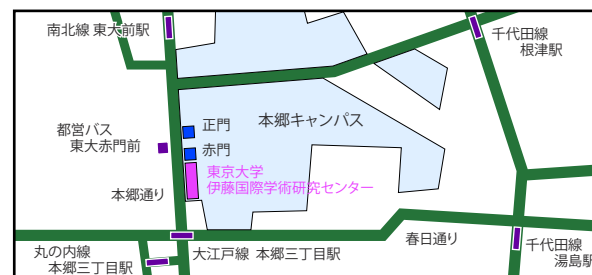 南北線 東大前駅
千代田線
根津駅
都営バス
東大赤門前
正門
本郷キャンパス
赤門
東京大学
伊藤国際学術研究センター
本郷通り
丸の内線
本郷三丁目駅
大江戸線 本郷三丁目駅
春日通り
千代田線
湯島駅